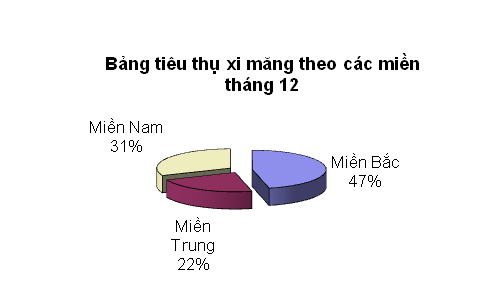 Bảng tiêu thụ xi măng theo các miền
tháng 12
Miền Nam
31%
Miền Bắc
47%
Miền
Trung
22%